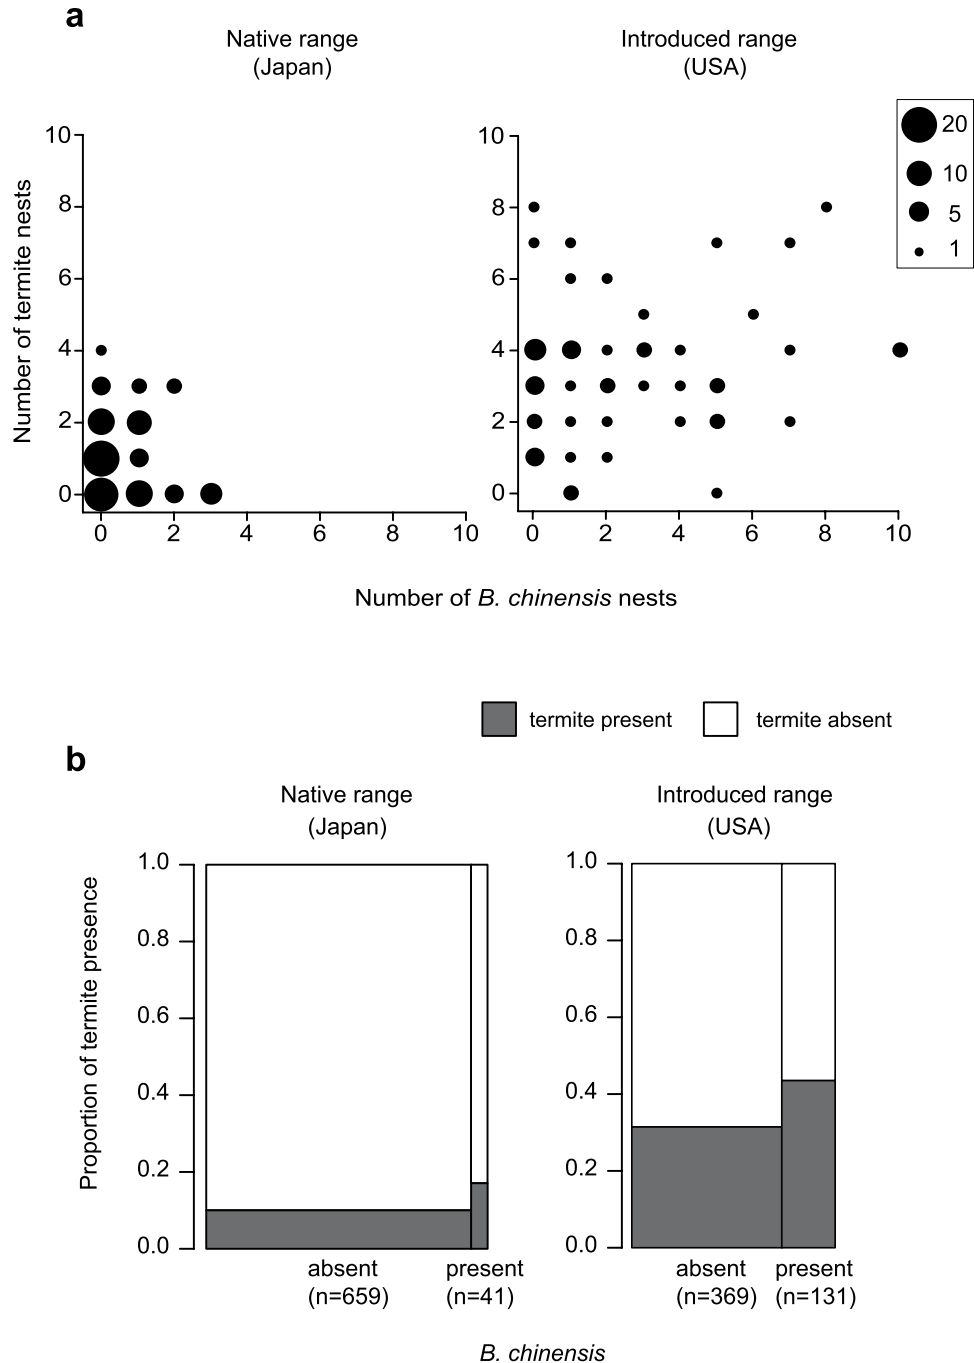 a
Native range
(Japan)
Introduced range
(USA)
20
10
5
1
Number of termite nests
10
8
6
4
2
0
0 2 4 6 8 10
10
8
6
4
2
0
0 2 4 6 8 10
Number of B. chinensis nests
termite present
termite absent
b
Native range
(Japan)
Introduced range
(USA)
Proportion of termite presence
1.0
0.8
0.6
0.4
0.2
0.0
absent
(n=659)
present
(n=41)
1.0
0.8
0.6
0.4
0.2
0.0
absent
(n=369)
present
(n=131)
B. chinensis